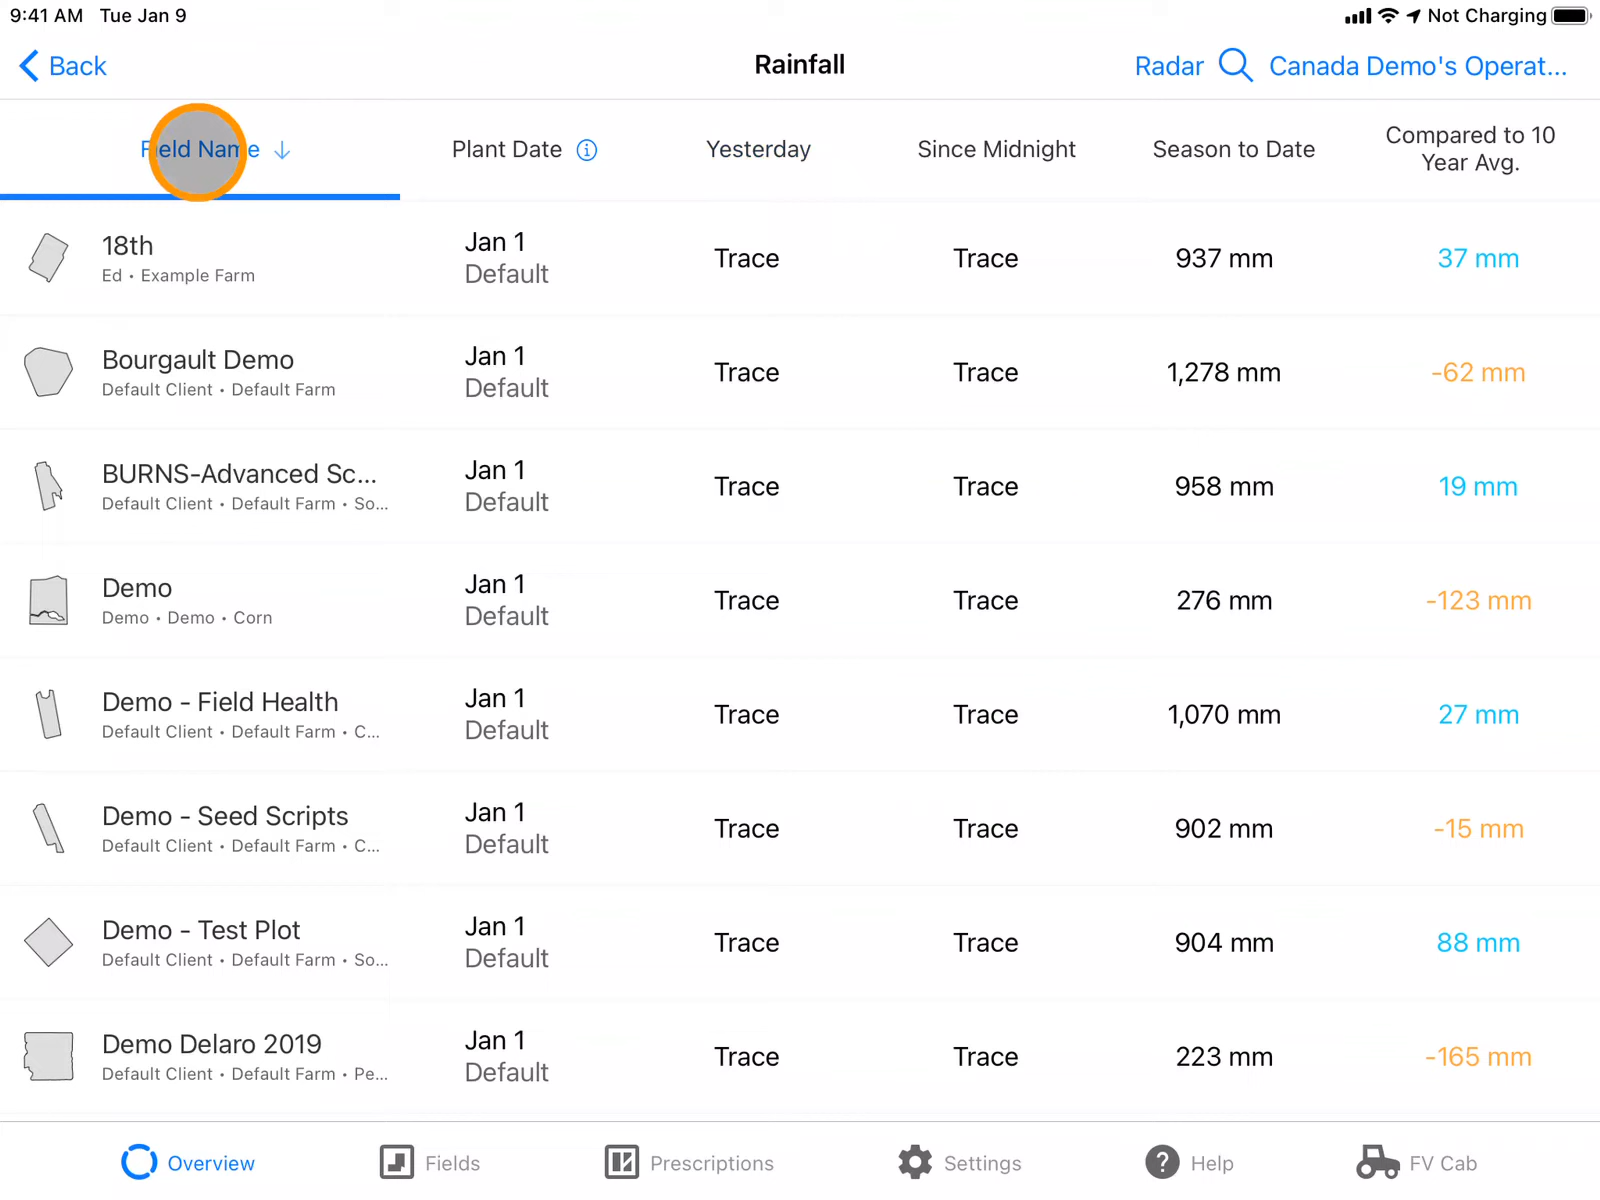 9:41 AM Tue Jan 9 Not Charging
Back Rainfall Radar Canada Demo's Operat...
Field Name ↓ Plant Date Yesterday Since Midnight Season to Date Compared to 10
Year Avg.
18th Jan 1 Trace Trace 937 mm 37 mm
Ed • Example Farm Default
Bourgault Demo Jan 1 Trace Trace 1,278 mm -62 mm
Default Client • Default Farm Default
BURNS-Advanced Sc... Jan 1 Trace Trace 958 mm 19 mm
Default Client • Default Farm • So... Default
Demo Jan 1 Trace Trace 276 mm -123 mm
Demo • Demo • Corn Default
Demo - Field Health Jan 1 Trace Trace 1,070 mm 27 mm
Default Client • Default Farm • C... Default
Demo - Seed Scripts Jan 1 Trace Trace 902 mm -15 mm
Default Client • Default Farm • C... Default
Demo - Test Plot Jan 1 Trace Trace 904 mm 88 mm
Default Client • Default Farm • So... Default
Demo Delaro 2019 Jan 1 Trace Trace 223 mm -165 mm
Default Client • Default Farm • Pe... Default
Overview Fields Prescriptions Settings Help FV Cab